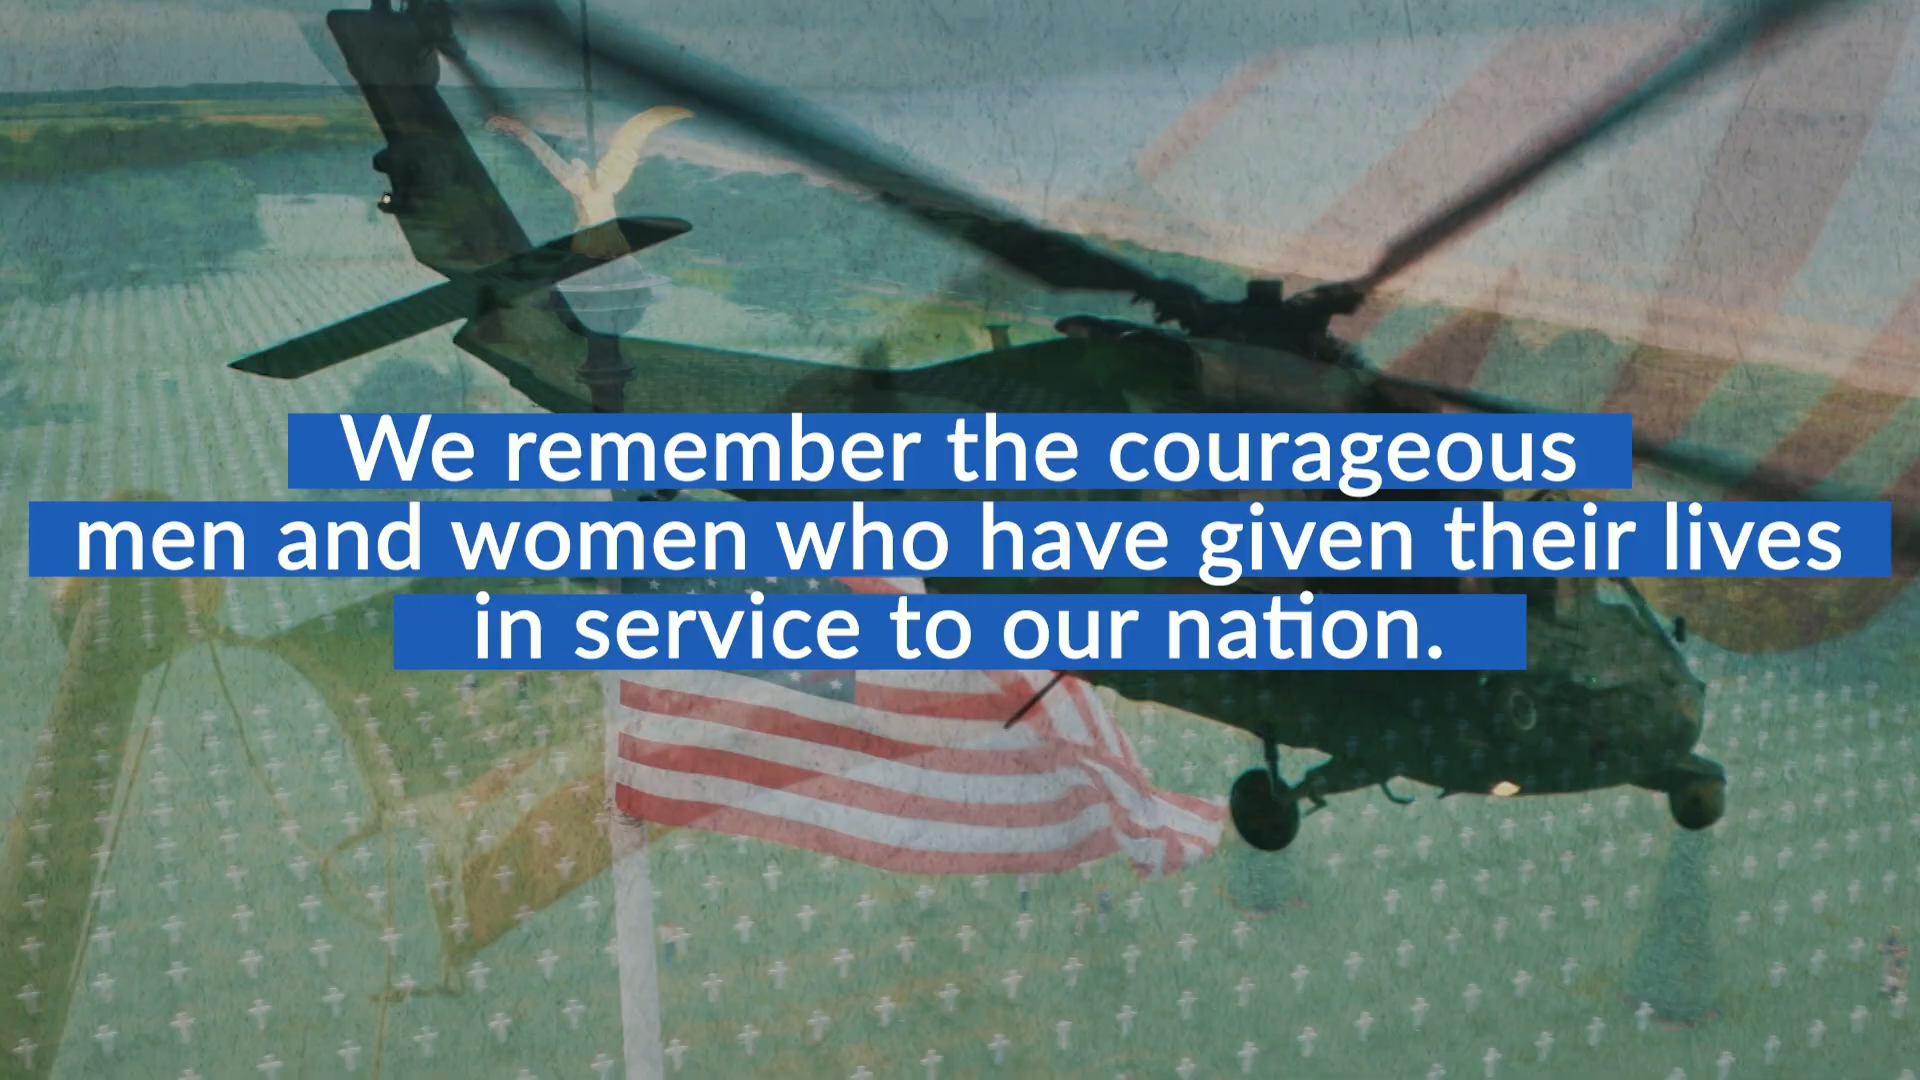 We remember the courageous
men and women who have given their lives
in service to our nation.